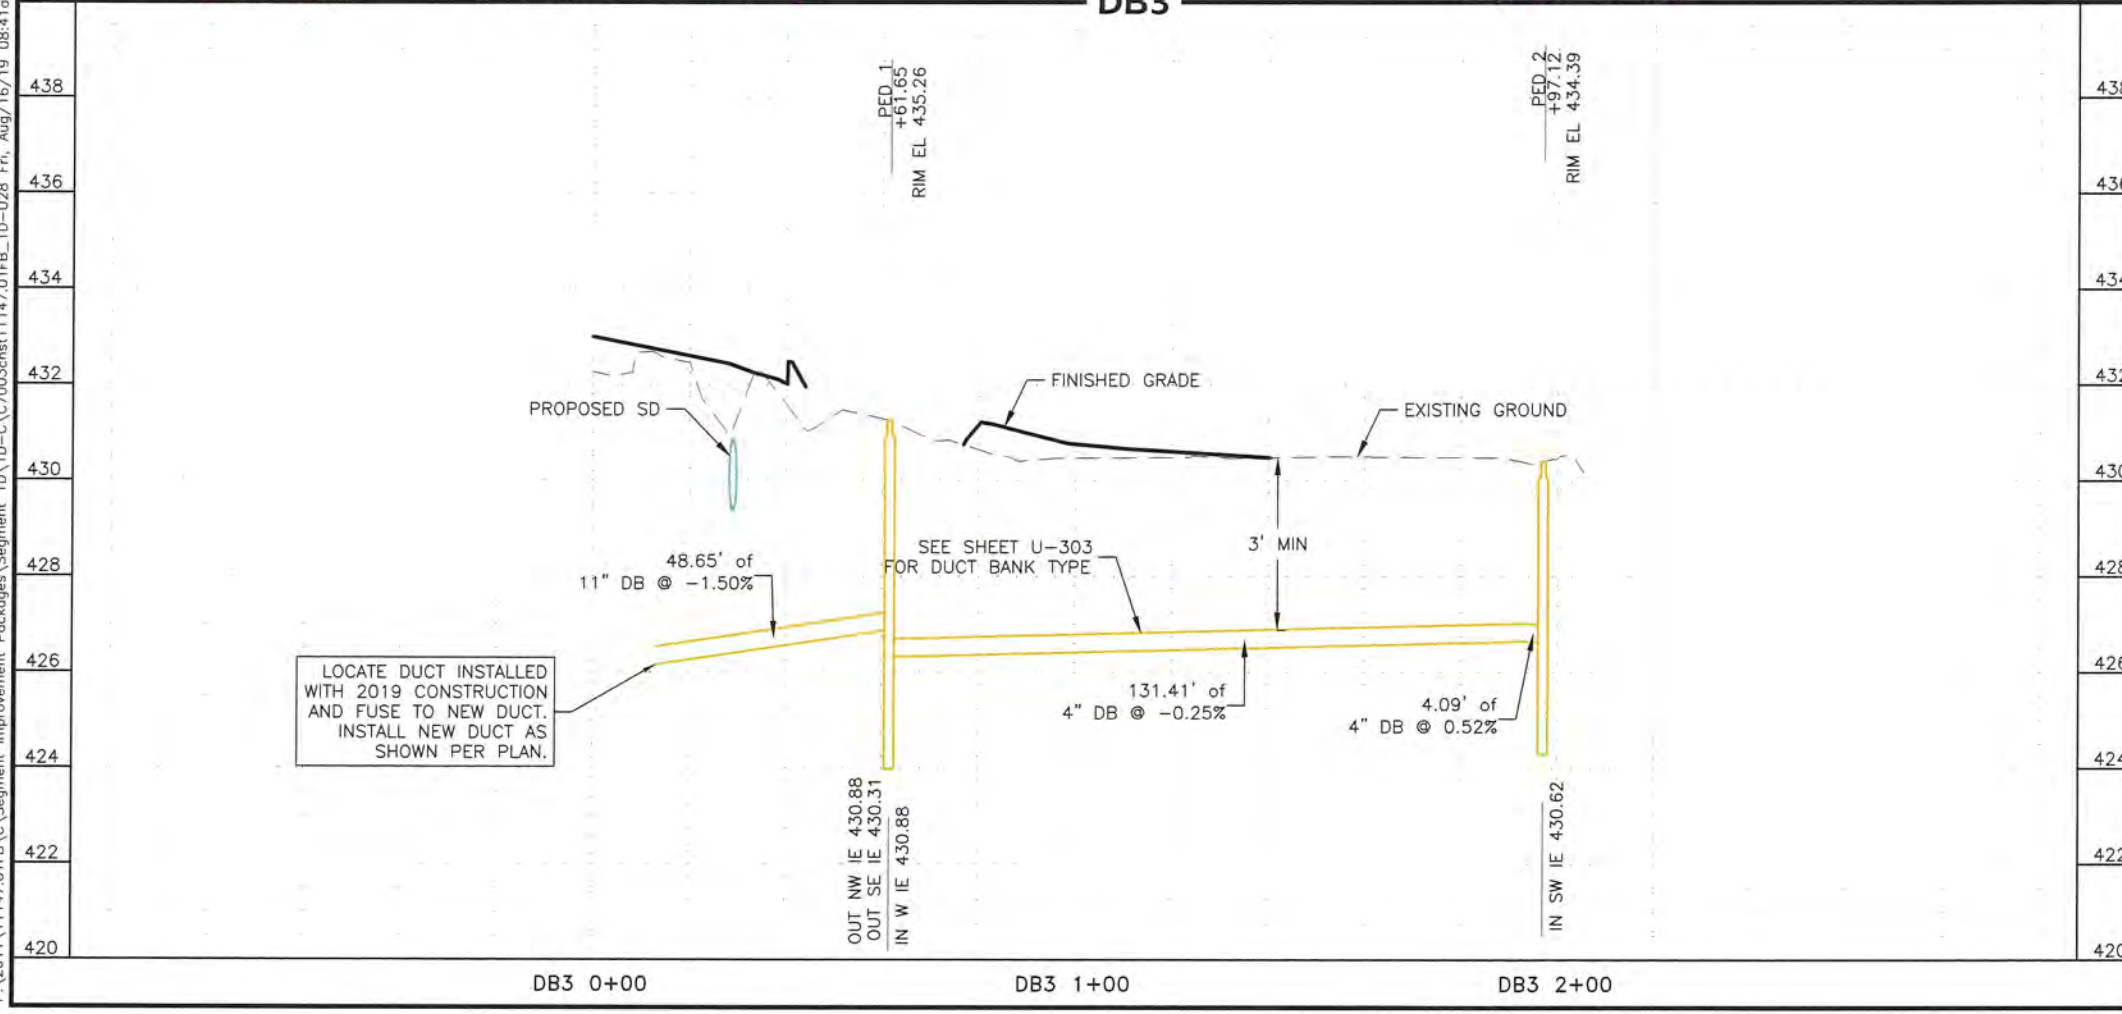 DB3
438
436
434
432
430
428
426
424
422
420
PED 1
+61.65
RIM EL 435.26
PED 2
+97.12
RIM EL 434.39
PROPOSED SD
FINISHED GRADE
EXISTING GROUND
48.65' of
11" DB @ -1.50%
SEE SHEET U-303
FOR DUCT BANK TYPE
3' MIN
LOCATE DUCT INSTALLED
WITH 2019 CONSTRUCTION
AND FUSE TO NEW DUCT.
INSTALL NEW DUCT AS
SHOWN PER PLAN.
131.41' of
4" DB @ -0.25%
4.09' of
4" DB @ 0.52%
OUT NW IE 430.88
OUT SE IE 430.31
IN W IE 430.88
IN SW IE 430.62
DB3 0+00
DB3 1+00
DB3 2+00